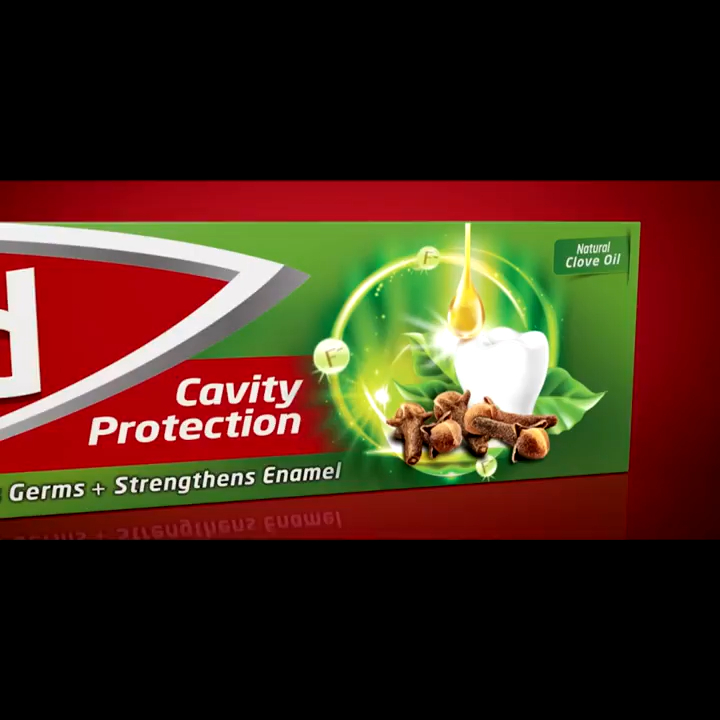 d
Natural
Clove Oil
F-
F-
Cavity
Protection
Germs + Strengthens Enamel